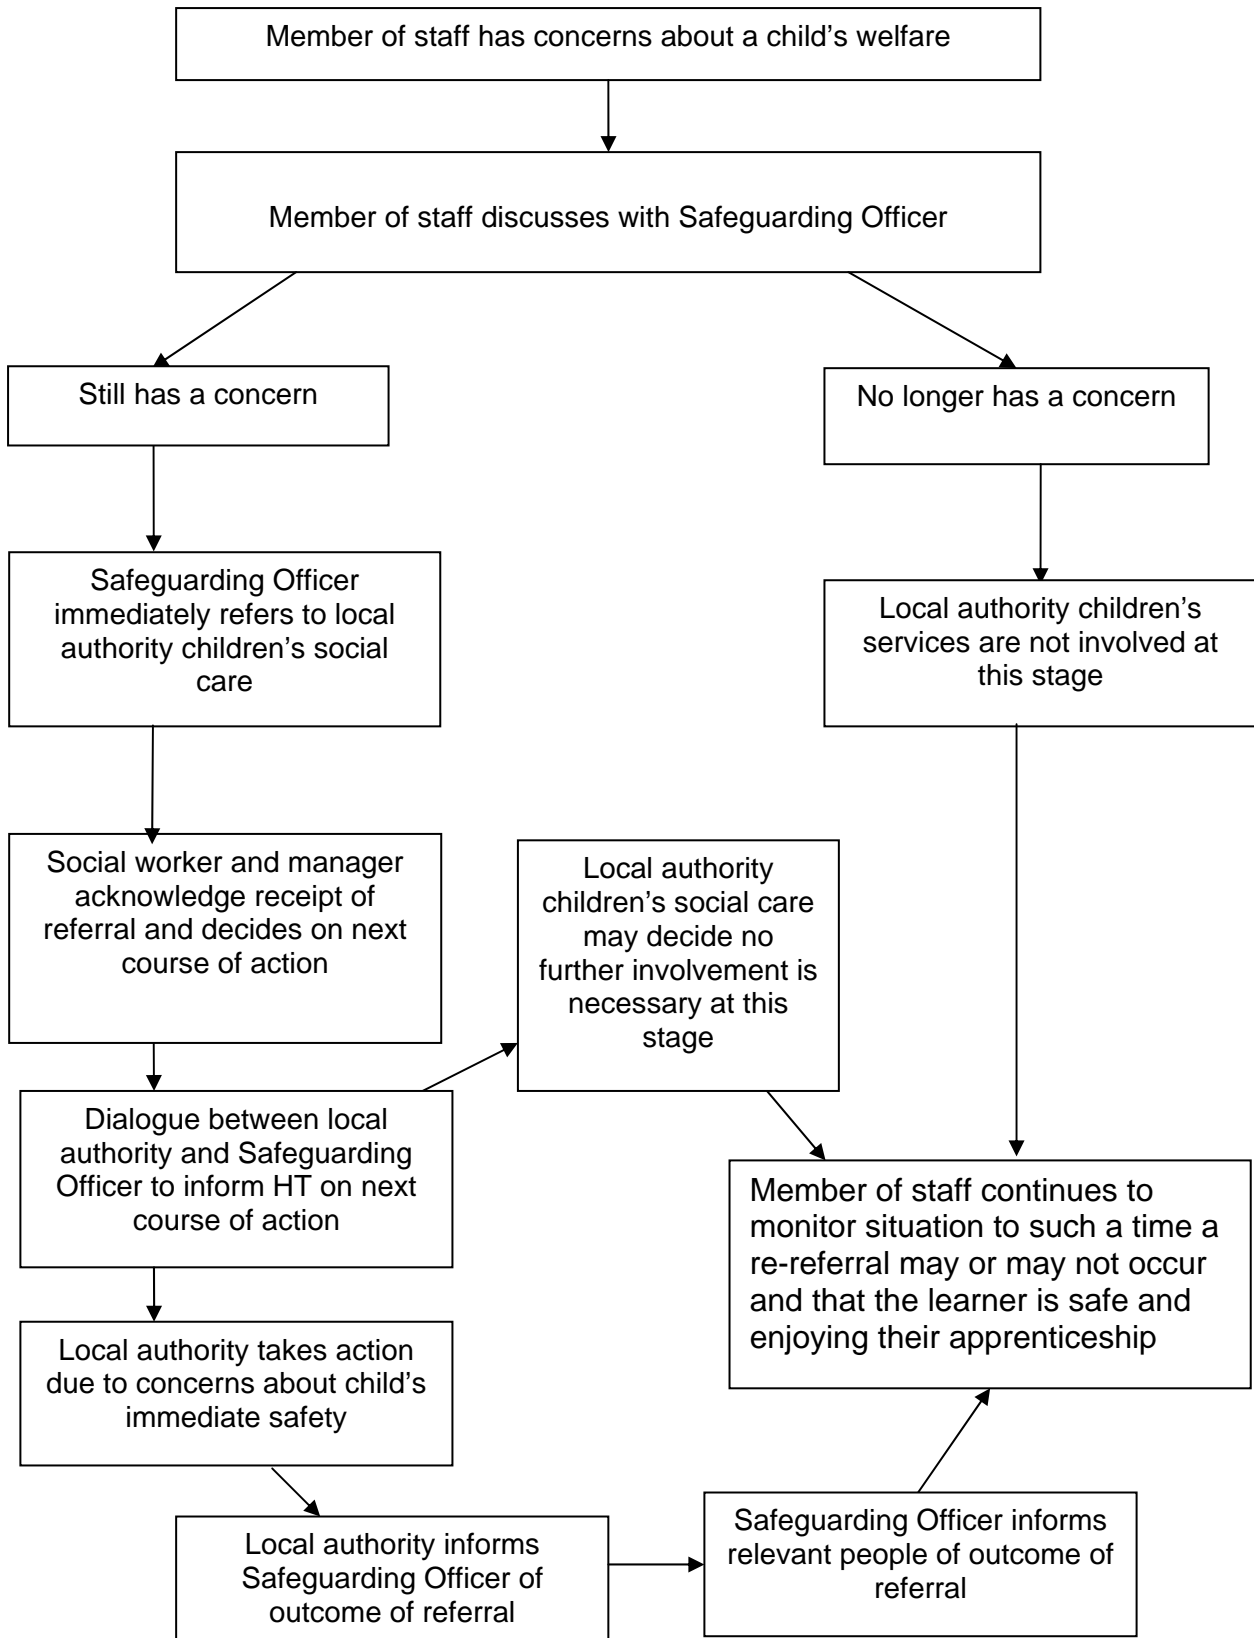 Member of staff has concerns about a child’s welfare
Member of staff discusses with Safeguarding Officer
Still has a concern
No longer has a concern
Safeguarding Officer
immediately refers to local
authority children’s social
care
Local authority children’s
services are not involved at
this stage
Social worker and manager
acknowledge receipt of
referral and decides on next
course of action
Local authority
children’s social care
may decide no
further involvement is
necessary at this
stage
Dialogue between local
authority and Safeguarding
Officer to inform HT on next
course of action
Member of staff continues to
monitor situation to such a time a
re-referral may or may not occur
and that the learner is safe and
enjoying their apprenticeship
Local authority takes action
due to concerns about child’s
immediate safety
Local authority informs
Safeguarding Officer of
outcome of referral
Safeguarding Officer informs
relevant people of outcome of
referral